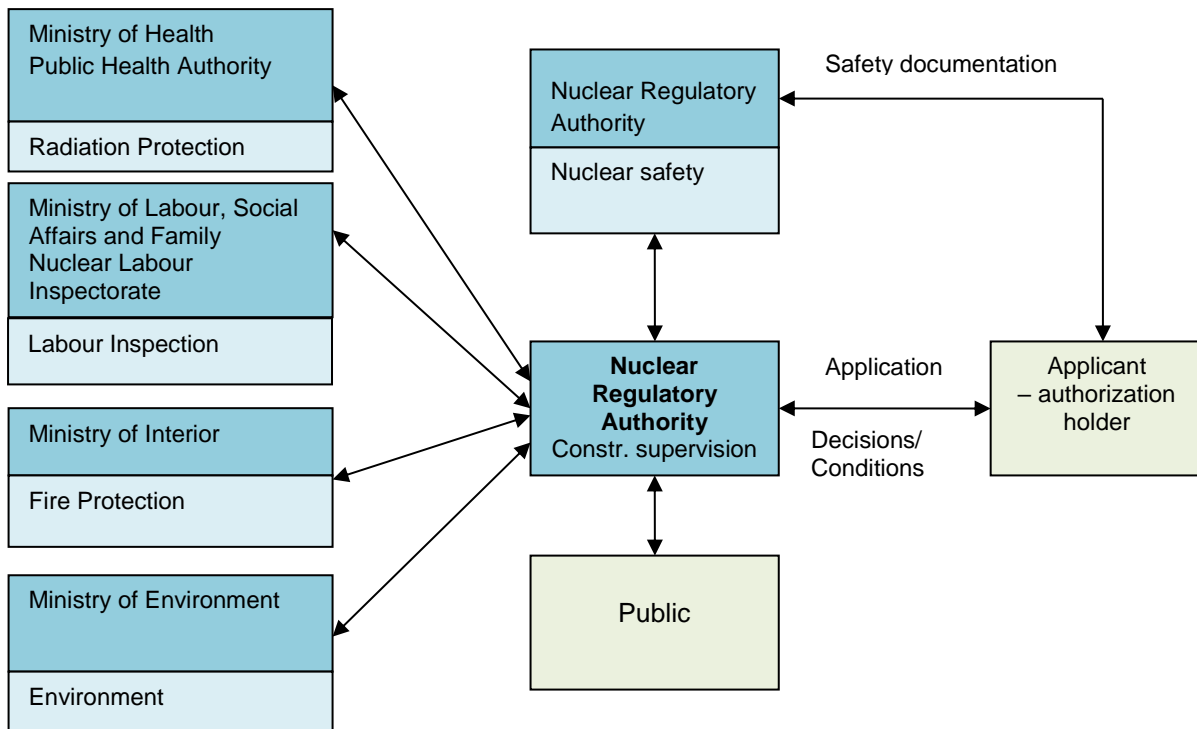 Ministry of Health
Public Health Authority
Radiation Protection
Ministry of Labour, Social
Affairs and Family
Nuclear Labour
Inspectorate
Labour Inspection
Ministry of Interior
Fire Protection
Ministry of Environment
Environment
Nuclear Regulatory
Authority
Nuclear safety
Safety documentation
Nuclear
Regulatory
Authority
Constr. supervision
Application
Decisions/
Conditions
Applicant
– authorization
holder
Public